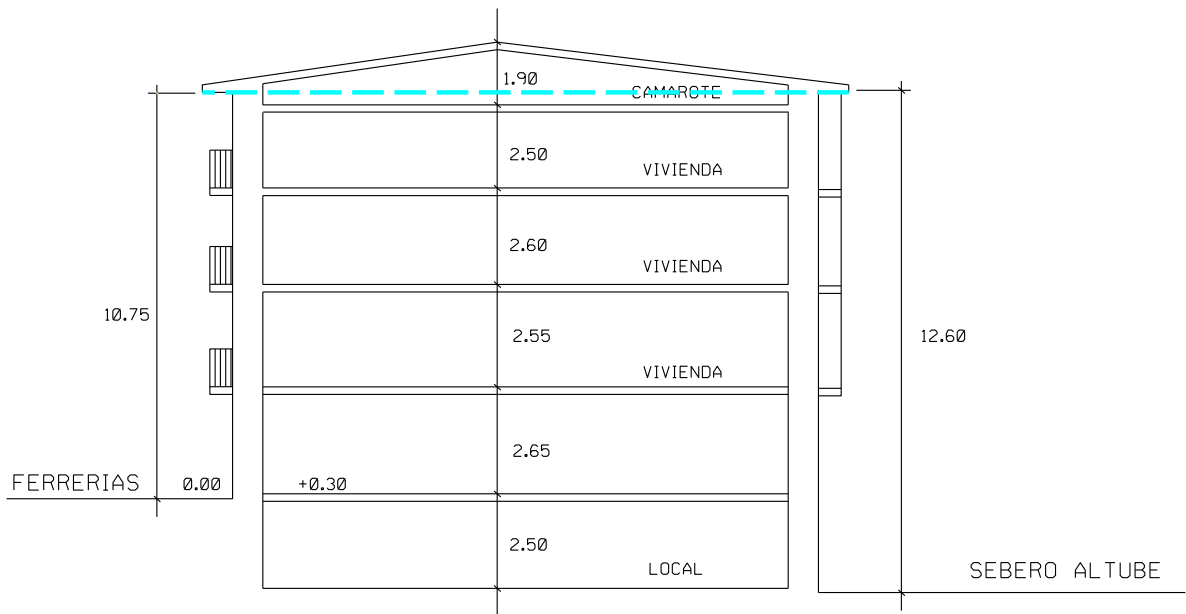 1.90
CAMAROTE
2.50
VIVIENDA
2.60
VIVIENDA
10.75
2.55
12.60
VIVIENDA
2.65
FERRERIAS 0.00 +0.30
2.50
LOCAL
SEBERO ALTUBE